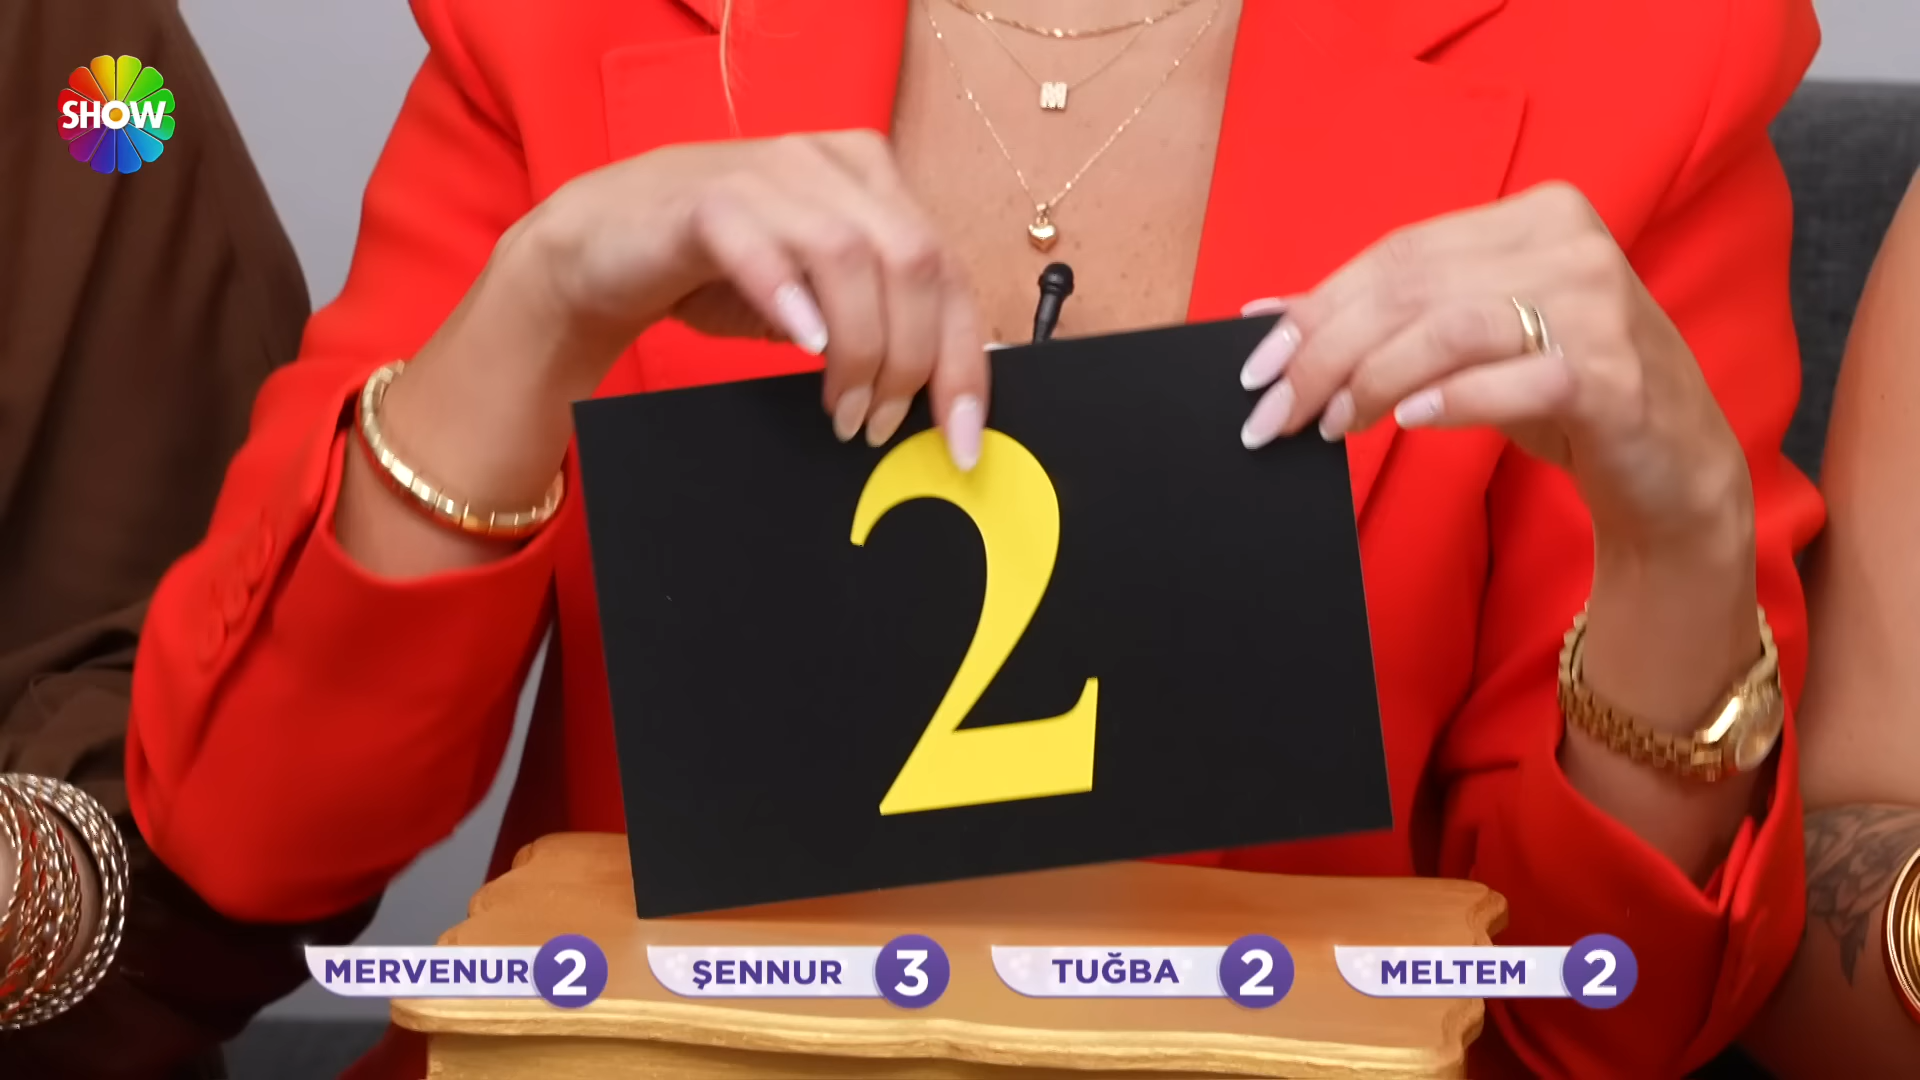 SHOW
M
2
MERVENUR 2
ŞENNUR 3
TUĞBA 2
MELTEM 2